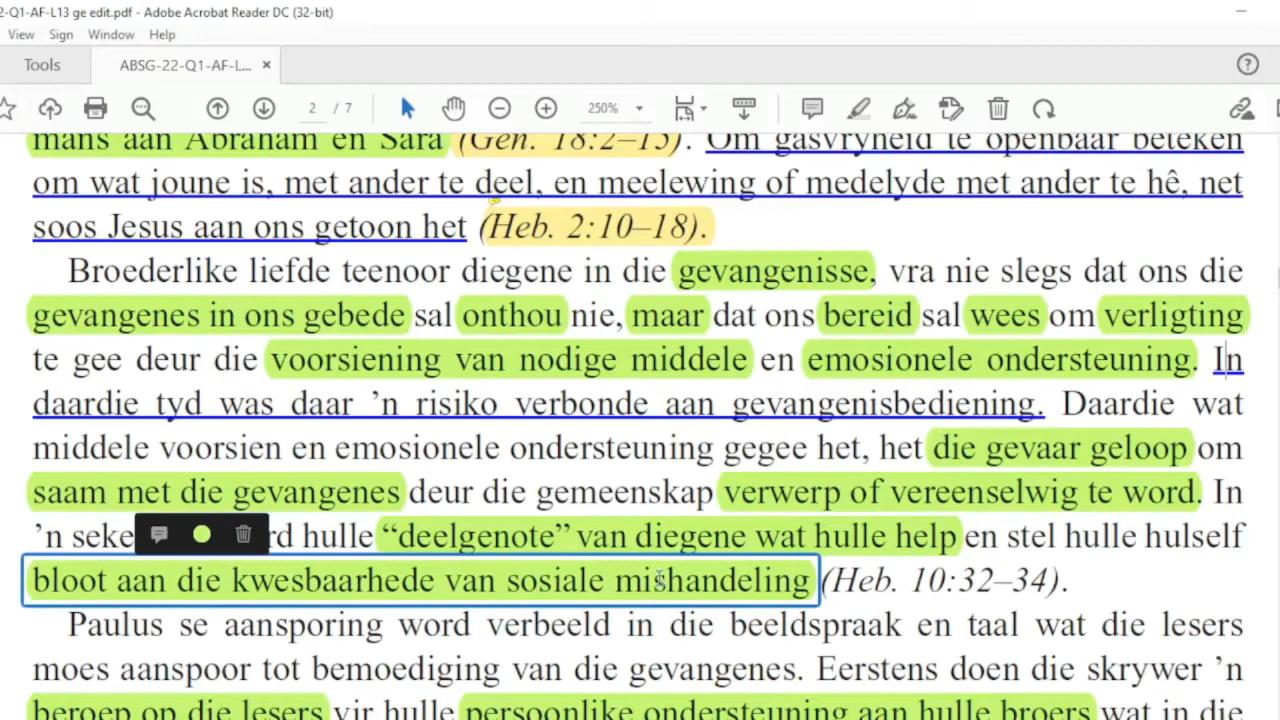 2-Q1-AF-L13 ge edit.pdf - Adobe Acrobat Reader DC (32-bit)
View Sign Window Help
Tools ABSG-22-Q1-AF-L... ×
2 / 7 250%
mans aan Abraham en Sara (Gen. 18:2–15). Om gasvryheid te openbaar beteken
om wat joune is, met ander te deel, en meelewing of medelyde met ander te hê, net
soos Jesus aan ons getoon het (Heb. 2:10–18).
Broederlike liefde teenoor diegene in die gevangenisse, vra nie slegs dat ons die
gevangenes in ons gebede sal onthou nie, maar dat ons bereid sal wees om verligting
te gee deur die voorsiening van nodige middele en emosionele ondersteuning. In
daardie tyd was daar ’n risiko verbonde aan gevangenisbediening. Daardie wat
middele voorsien en emosionele ondersteuning gegee het, het die gevaar geloop om
saam met die gevangenes deur die gemeenskap verwerp of vereenselwig te word. In
’n seke rd hulle “deelgenote” van diegene wat hulle help en stel hulle hulself
bloot aan die kwesbaarhede van sosiale mishandeling (Heb. 10:32–34).
Paulus se aansporing word verbeeld in die beeldspraak en taal wat die lesers
moes aanspoor tot bemoediging van die gevangenes. Eerstens doen die skrywer ’n
beroep op die lesers vir hulle persoonlike ondersteuning aan hulle broers wat in die